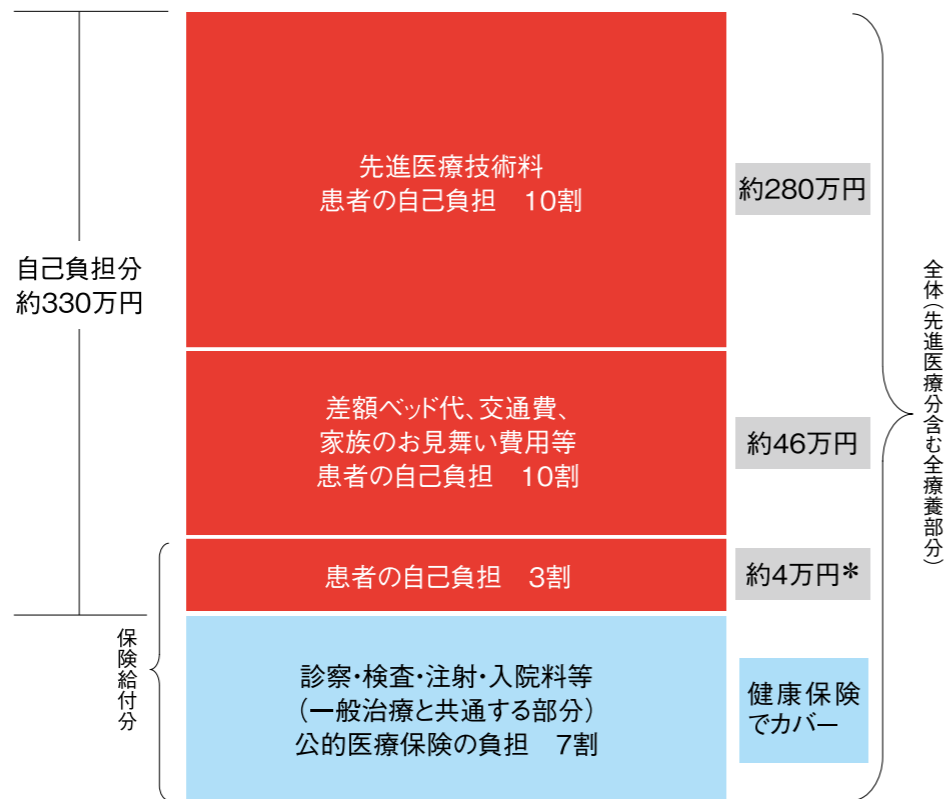 先進医療技術料
患者の自己負担　10割
約280万円
自己負担分
約330万円
全体（先進医療分含む全療養部分）
差額ベッド代、交通費、
家族のお見舞い費用等
患者の自己負担　10割
約46万円
患者の自己負担　3割
約4万円＊
保険給付分
診察・検査・注射・入院料等
（一般治療と共通する部分）
公的医療保険の負担　7割
健康保険
でカバー